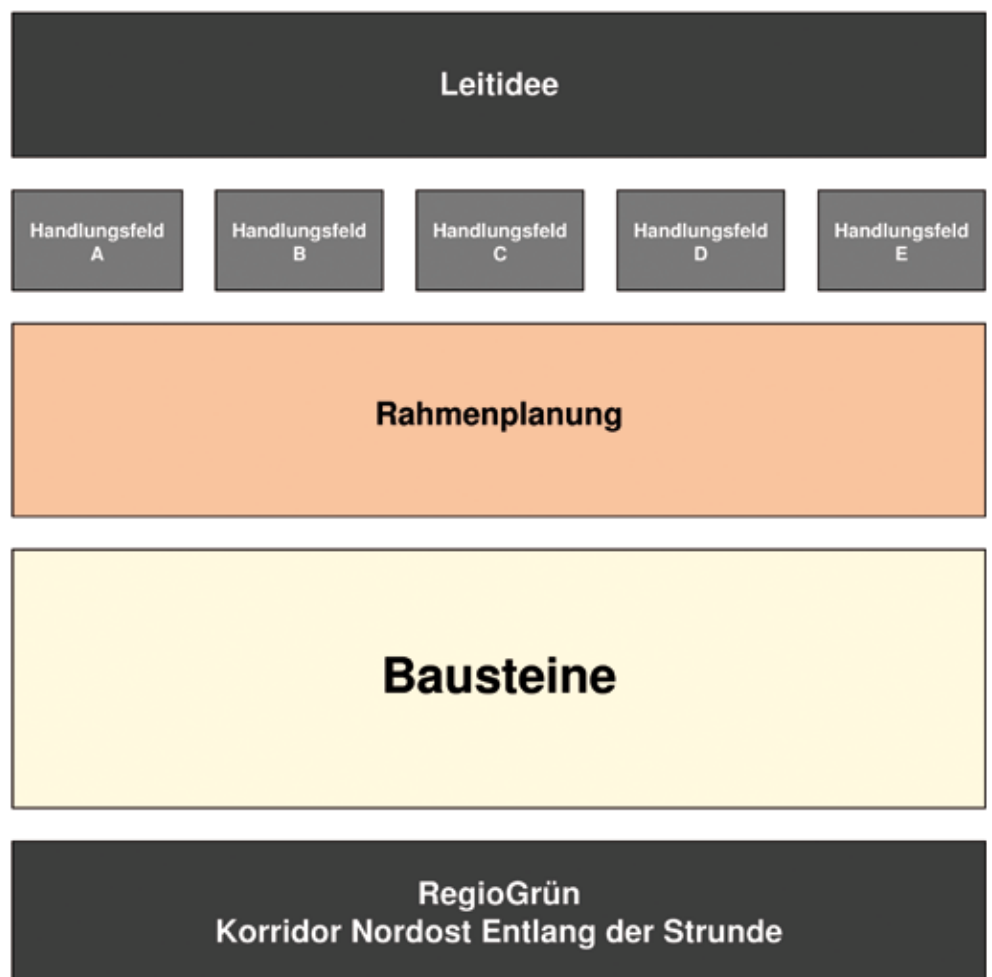 Leitidee
Handlungsfeld
A
Handlungsfeld
B
Handlungsfeld
C
Handlungsfeld
D
Handlungsfeld
E
Rahmenplanung
Bausteine
RegioGrün
Korridor Nordost Entlang der Strunde